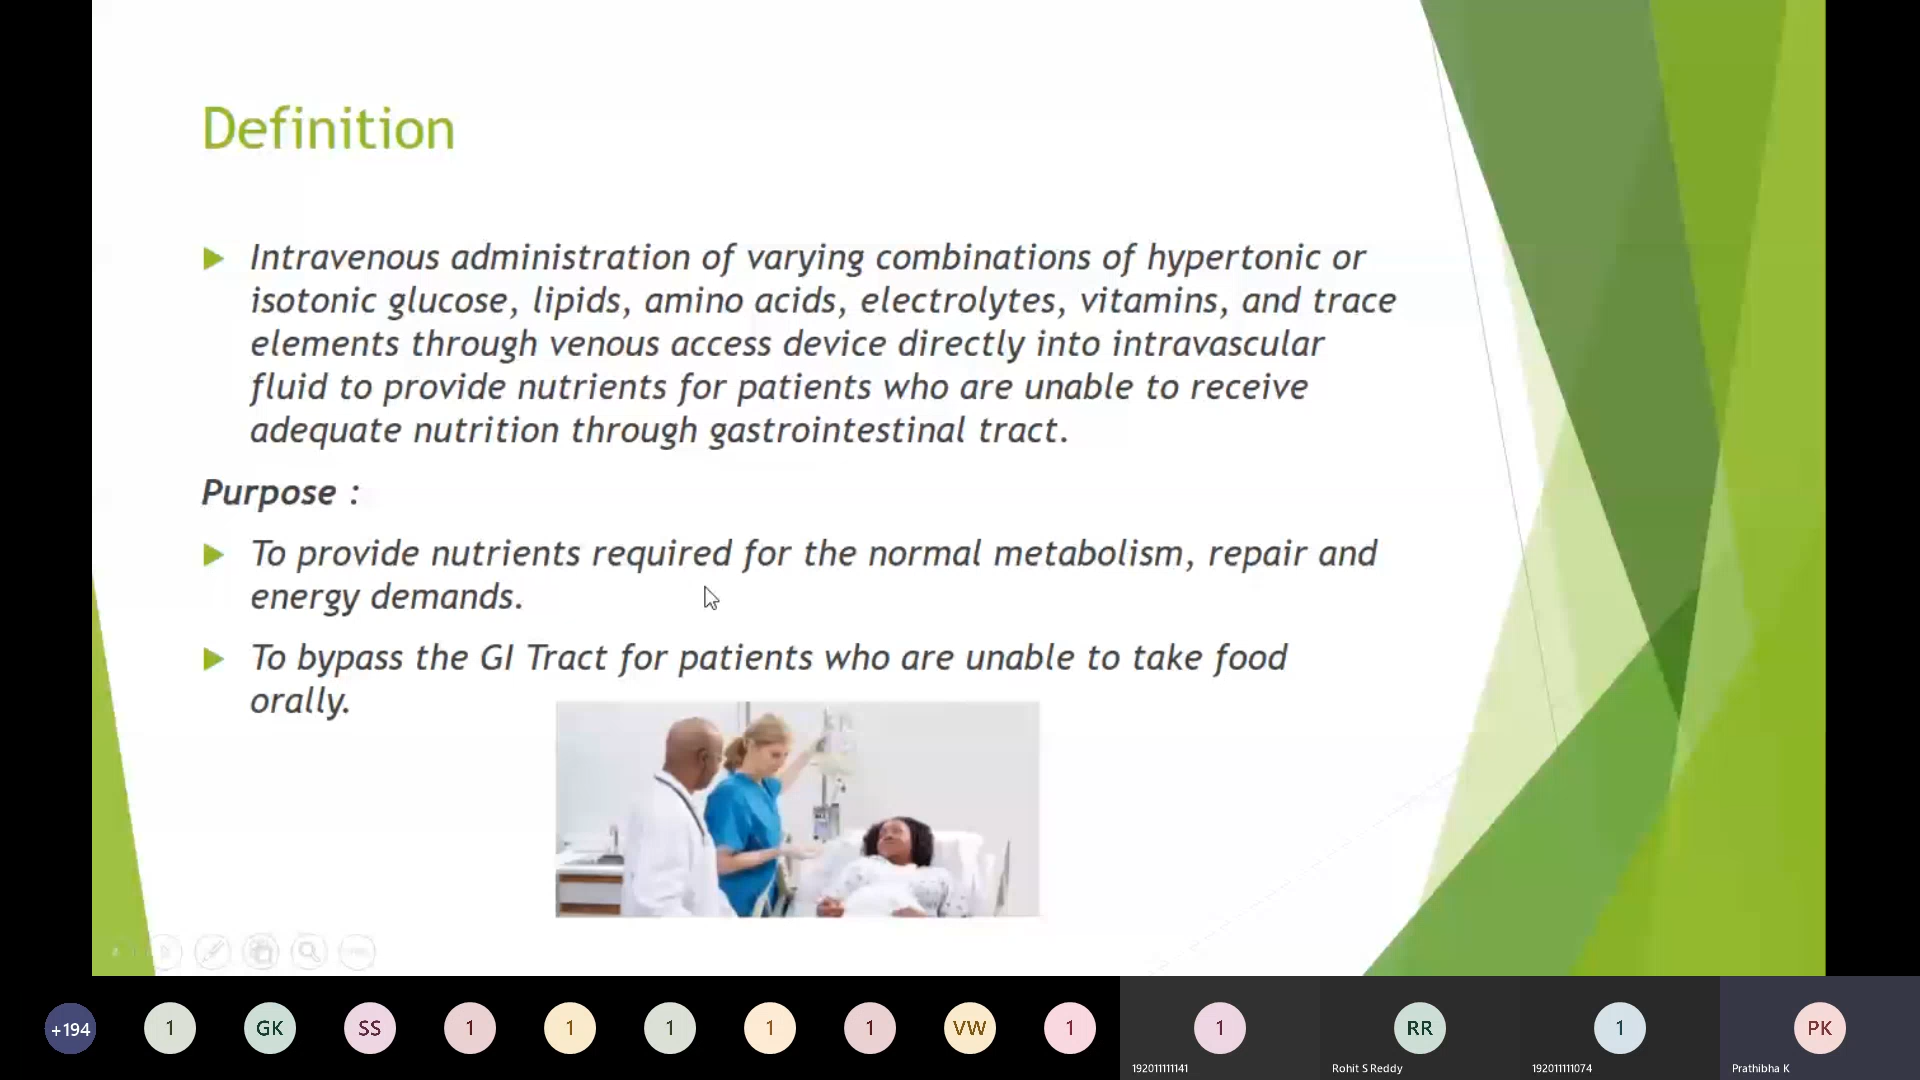 Definition
Intravenous administration of varying combinations of hypertonic or
isotonic glucose, lipids, amino acids, electrolytes, vitamins, and trace
elements through venous access device directly into intravascular
fluid to provide nutrients for patients who are unable to receive
adequate nutrition through gastrointestinal tract.
Purpose :
To provide nutrients required for the normal metabolism, repair and
energy demands.
To bypass the GI Tract for patients who are unable to take food
orally.
+194 1 GK SS 1 1 1 1 1 VW 1 1 RR 1 PK
192011111141 Rohit S Reddy 192011111074 Prathibha K